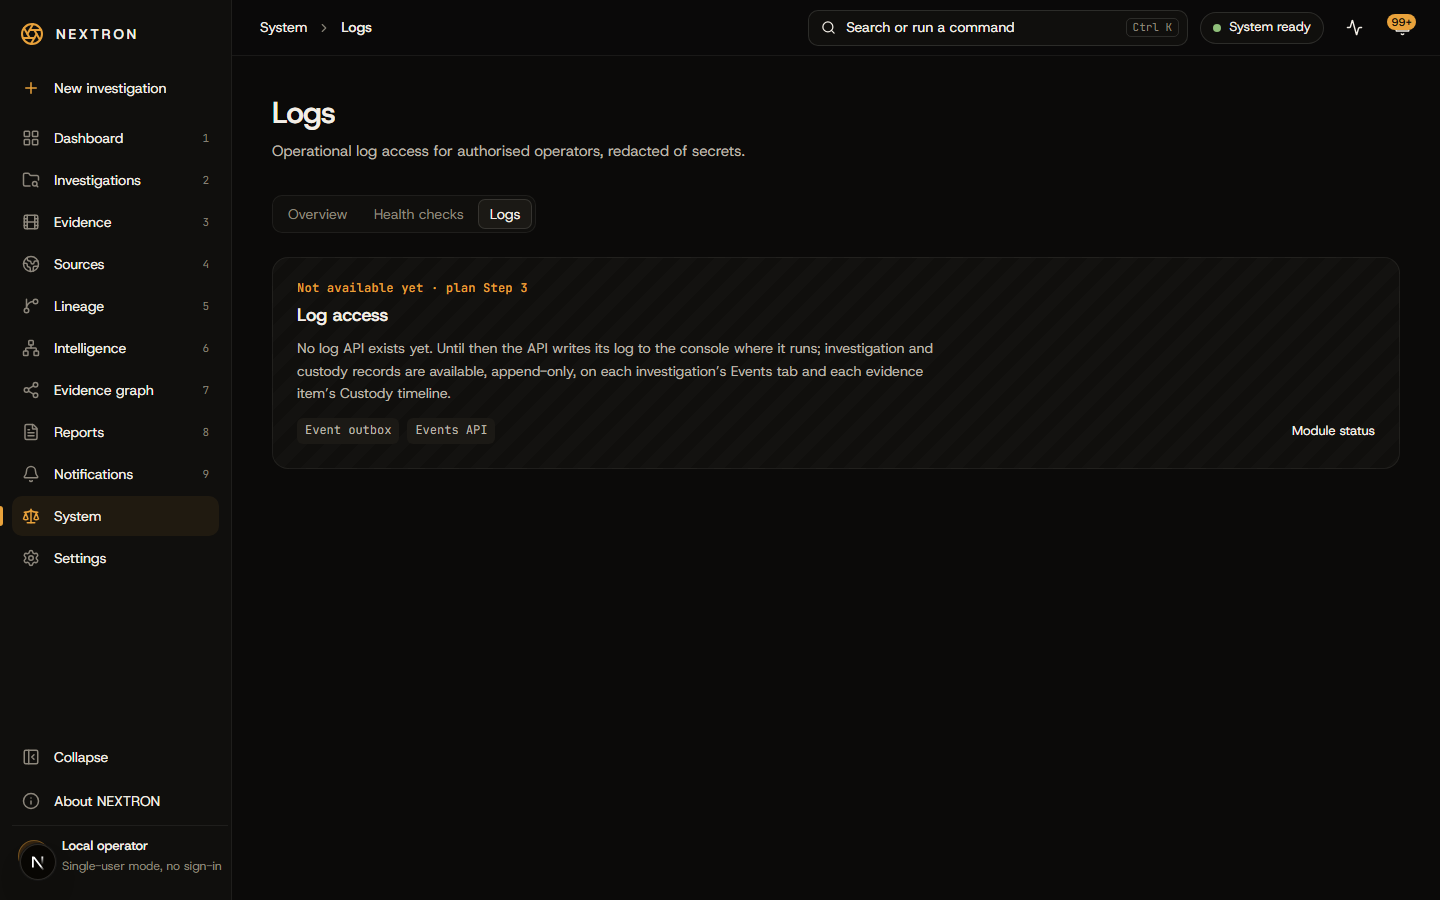 NEXTRON
New investigation
Dashboard 1
Investigations 2
Evidence 3
Sources 4
Lineage 5
Intelligence 6
Evidence graph 7
Reports 8
Notifications 9
System
Settings
Collapse
About NEXTRON
N
Local operator
Single-user mode, no sign-in
System > Logs
Search or run a command Ctrl K
System ready
99+
Logs
Operational log access for authorised operators, redacted of secrets.
Overview Health checks Logs
Not available yet · plan Step 3
Log access
No log API exists yet. Until then the API writes its log to the console where it runs; investigation and
custody records are available, append-only, on each investigation’s Events tab and each evidence
item’s Custody timeline.
Event outbox Events API
Module status